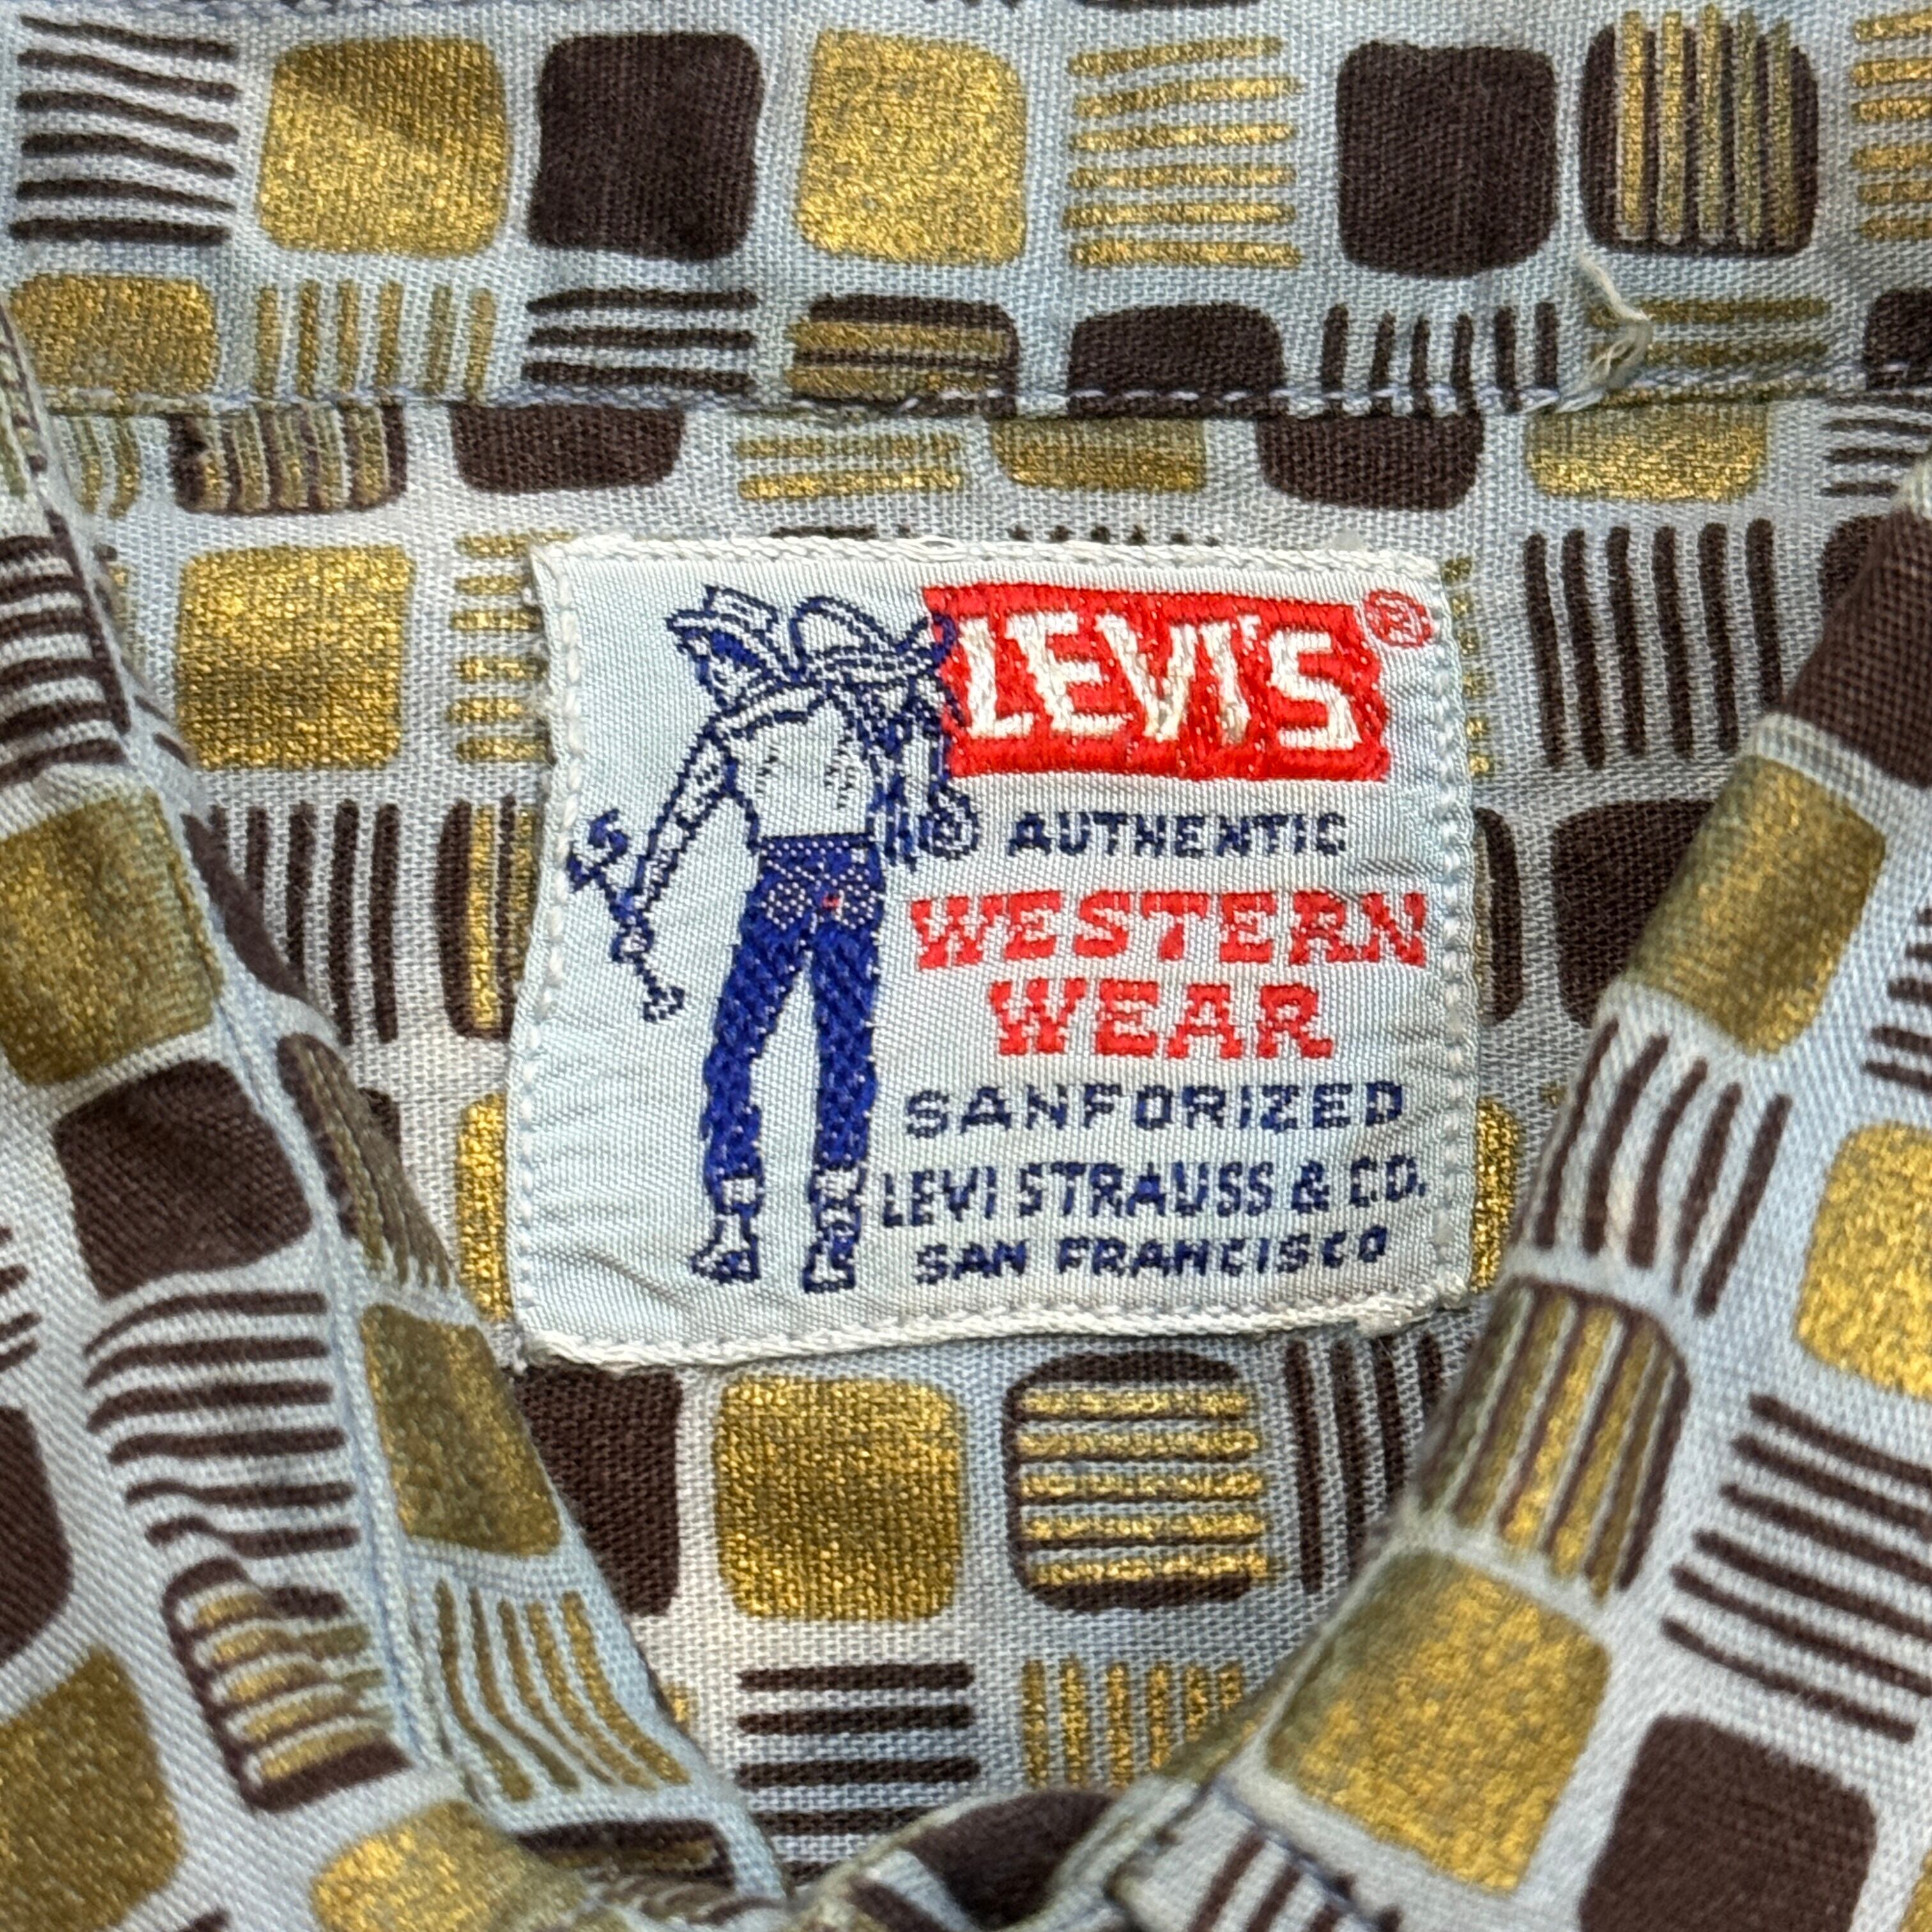 LEVI'S ®
AUTHENTIC
WESTERN
WEAR
SANFORIZED
LEVI STRAUSS & CO.
SAN FRANCISCO